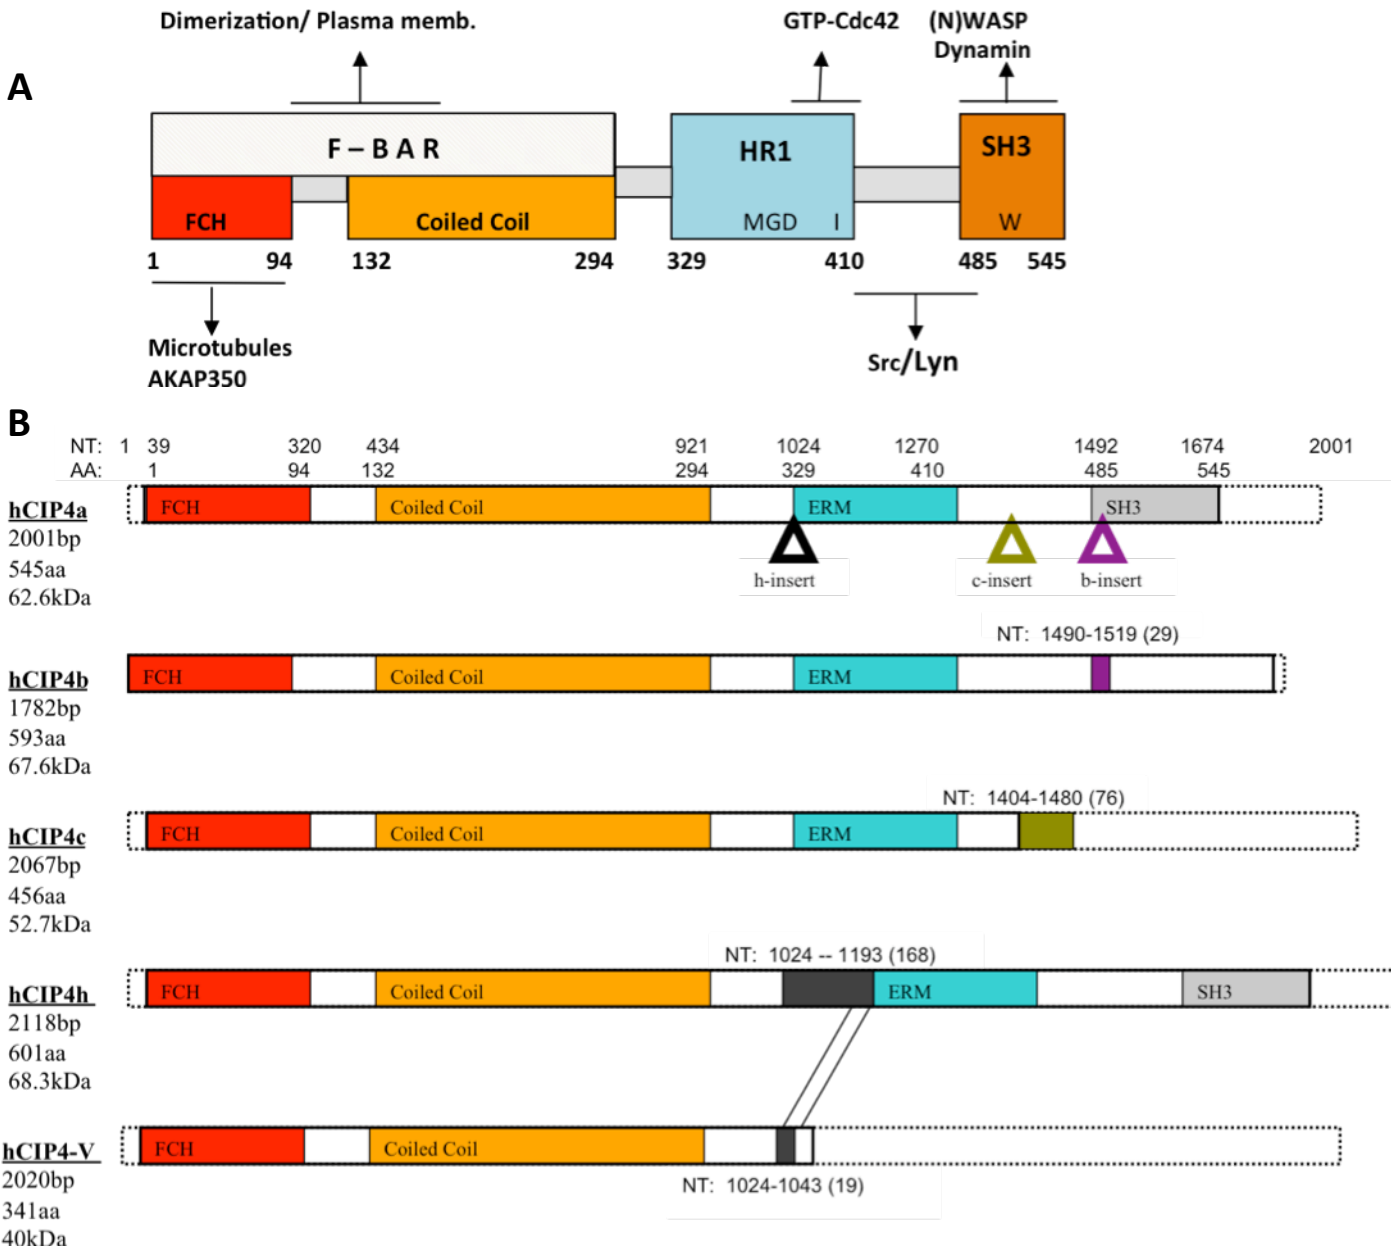 Dimerization/ Plasma memb.
GTP-Cdc42
(N)WASP
Dynamin
A
F – B A R
HR1
SH3
FCH
Coiled Coil
MGD I
W
1 94 132 294 329 410 485 545
Microtubules
AKAP350
Src/Lyn
B
NT: 1 39 320 434 921 1024 1270 1492 1674 2001
AA: 1 94 132 294 329 410 485 545
hCIP4a
FCH Coiled Coil ERM SH3
2001bp
545aa
62.6kDa
h-insert c-insert b-insert
NT: 1490-1519 (29)
hCIP4b
FCH Coiled Coil ERM
1782bp
593aa
67.6kDa
NT: 1404-1480 (76)
hCIP4c
FCH Coiled Coil ERM
2067bp
456aa
52.7kDa
NT: 1024 -- 1193 (168)
hCIP4h
FCH Coiled Coil ERM SH3
2118bp
601aa
68.3kDa
hCIP4-V
FCH Coiled Coil
2020bp
341aa
40kDa
NT: 1024-1043 (19)